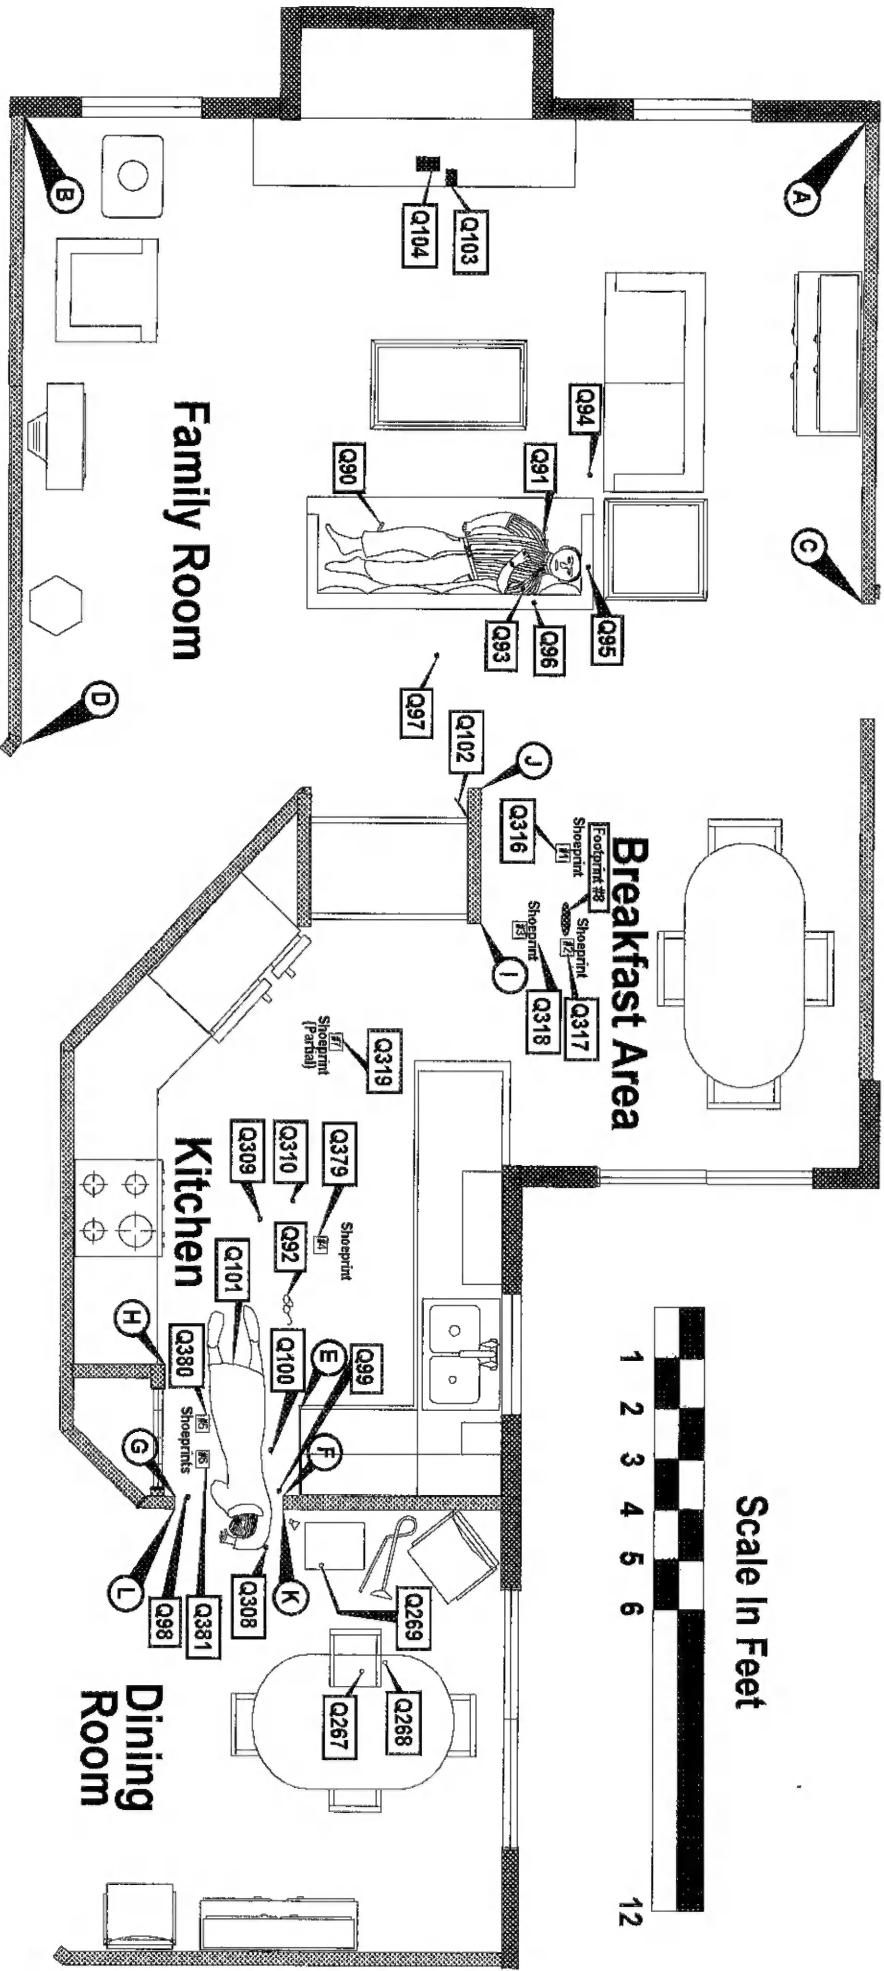 A
B
Q103
Q104
C
Q94
Q95
Q91
Q96
Q93
Q90
Family Room
D
Q97
Q102
J
Breakfast Area
Footprint #8
Shoeprint
#1
Q316
Shoeprint
#2
Shoeprint
#3
I
Q317
Q318
Q319
#7
Shoeprint
(Partial)
Kitchen
Q379
Q310
Q309
Shoeprint
#4
Q92
Q101
H
E
Q99
Q100
Q380
#5
#6
Shoeprints
F
G
K
L
Q98
Q381
Q308
Q269
Q268
Q267
Dining
Room
Scale In Feet
1 2 3 4 5 6 12